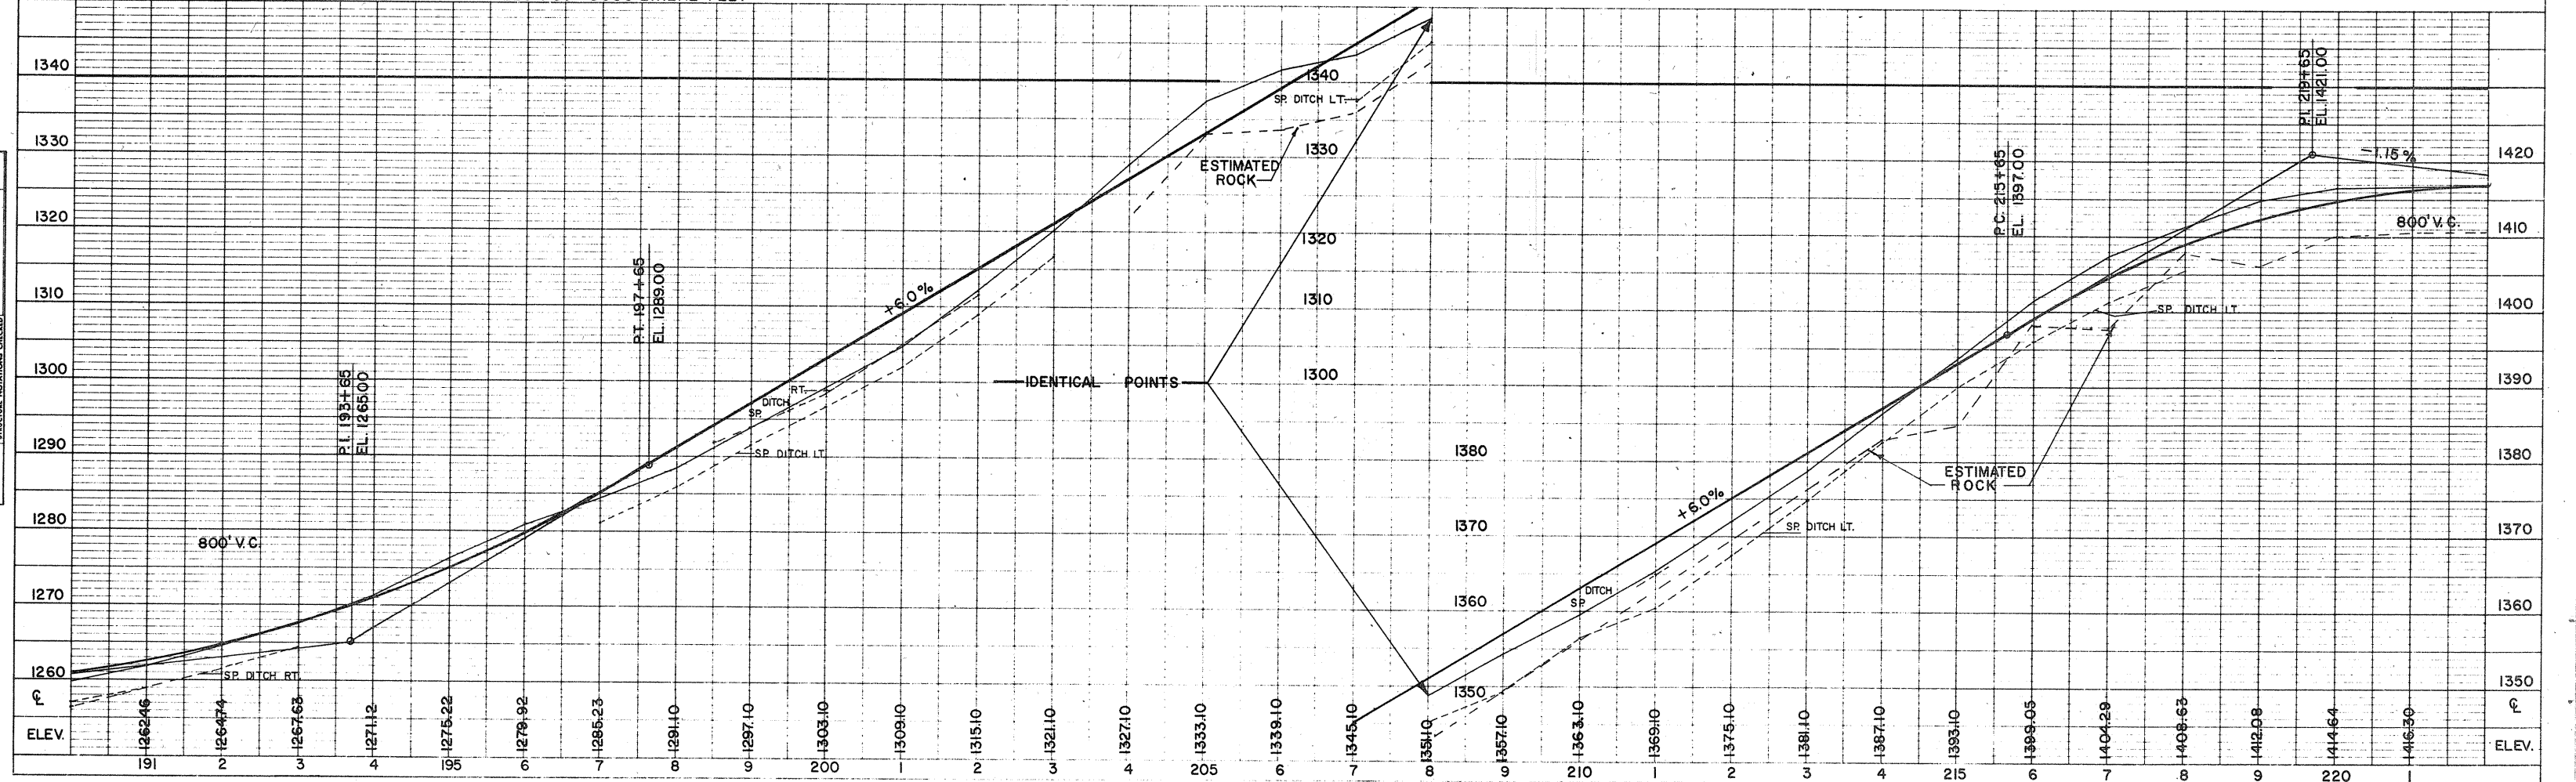 1340
1330
1320
1310
1300
1290
1280
1270
1260
℄
ELEV.
800' V.C.
P.I. 193+65
EL. 1265.00
SP. DITCH RT.
P.T. 197+65
EL. 1289.00
+6.0%
RT.
DITCH
SP.
SP. DITCH LT.
IDENTICAL POINTS
ESTIMATED
ROCK
SP. DITCH LT.
1340
1330
1320
1310
1300
1380
1370
1360
1350
+6.0%
DITCH
SP.
SP. DITCH LT.
ESTIMATED
ROCK
SP. DITCH LT.
P.C. 215+65
EL. 1397.00
P.I. 219+65
EL. 1421.00
-1.15%
800' V.C.
1420
1410
1400
1390
1380
1370
1360
1350
℄
ELEV.
1262.46 1264.74 1267.63 1271.12 1275.22 1279.92 1285.23 1291.10 1297.10 1303.10 1309.10 1315.10 1321.10 1327.10 1333.10 1339.10 1345.10 1351.10 1357.10 1363.10 1369.10 1375.10 1381.10 1387.10 1393.10 1399.05 1404.29 1408.63 1412.08 1414.64 1416.30
191 2 3 4 195 6 7 8 9 200 1 2 3 4 205 6 7 8 9 210 1 2 3 4 215 6 7 8 9 220 1